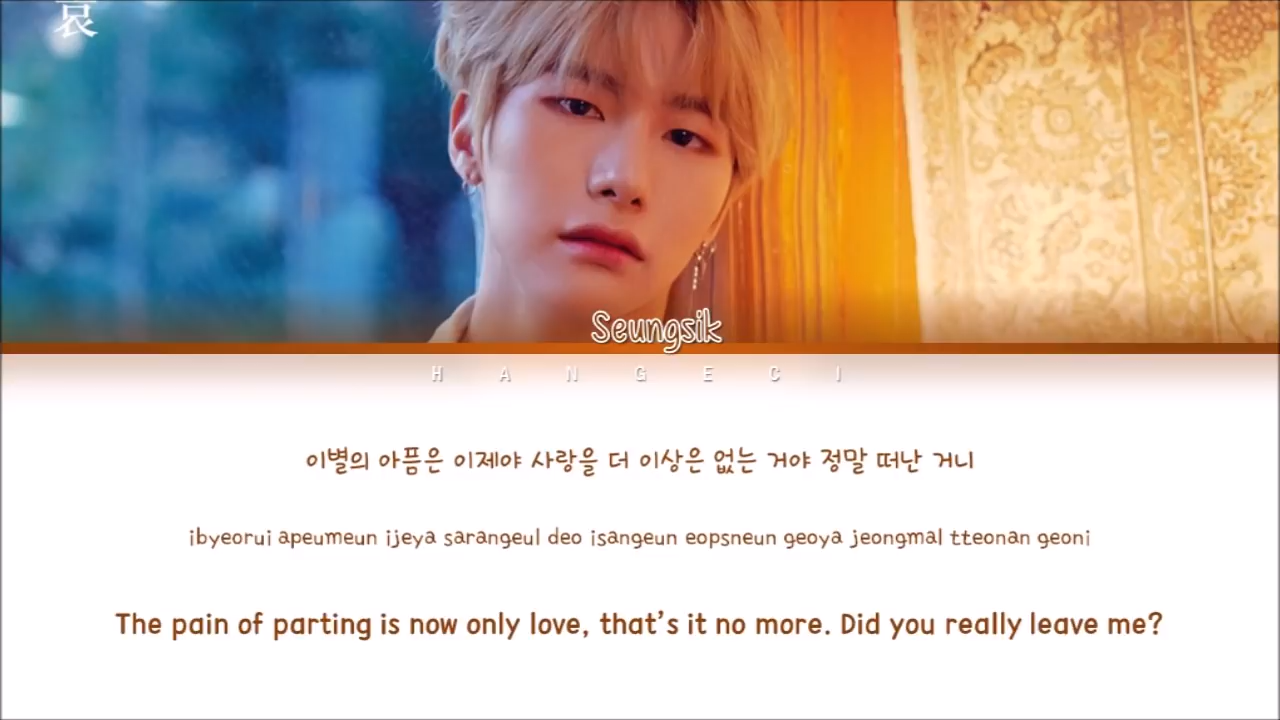 哀
Seungsik
HANGECI
이별의 아픔은 이제야 사랑을 더 이상은 없는 거야 정말 떠난 거니
ibyeorui apeumeun ijeya sarangeul deo isangeun eopsneun geoya jeongmal tteonan geoni
The pain of parting is now only love, that's it no more. Did you really leave me?